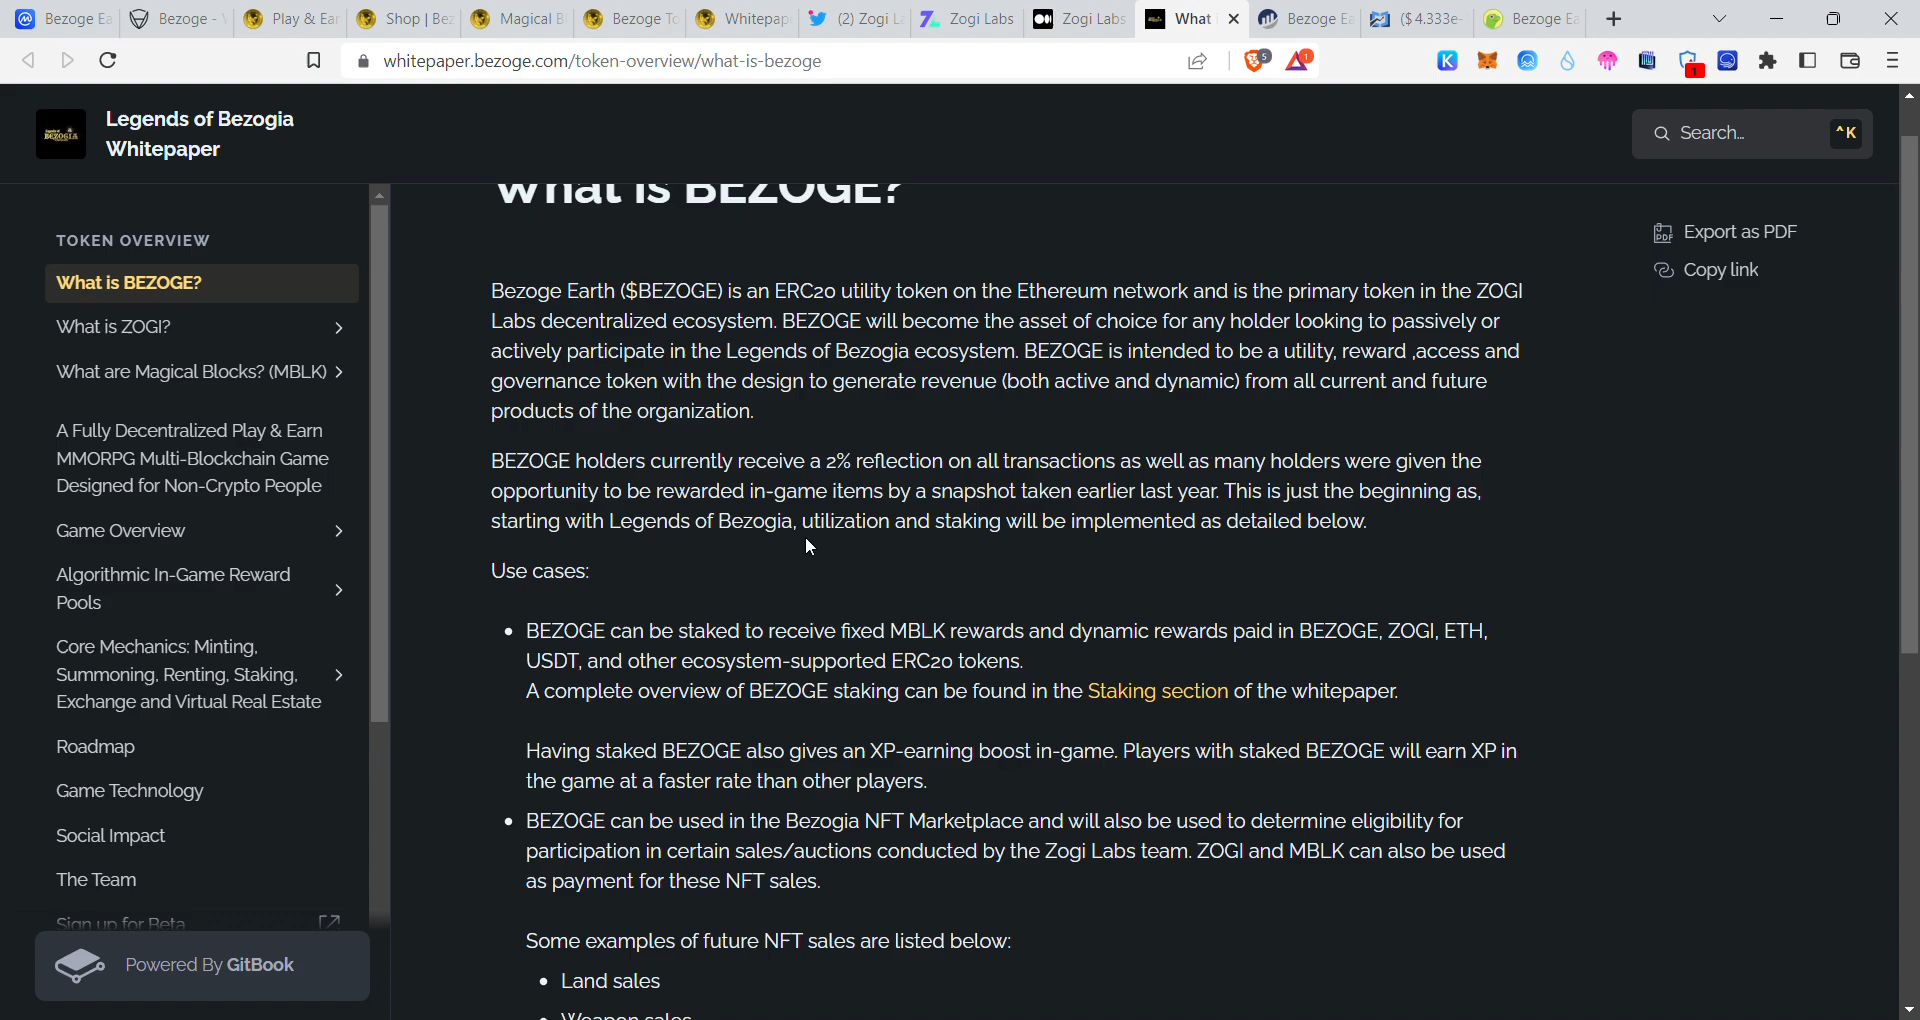 Bezoge Ea
Bezoge -
Play & Ear
Shop | Bez
Magical B
Bezoge To
Whitepap
(2) Zogi La
Zogi Labs
Zogi Labs
What
Bezoge Ea
($4.333e-
Bezoge Ea
whitepaper.bezoge.com/token-overview/what-is-bezoge
5
1
K
1
Legends of Bezogia
Whitepaper
Search...
^K
What is BEZOGE?
Export as PDF
Copy link
TOKEN OVERVIEW
What is BEZOGE?
What is ZOGI?
What are Magical Blocks? (MBLK)
A Fully Decentralized Play & Earn
MMORPG Multi-Blockchain Game
Designed for Non-Crypto People
Game Overview
Algorithmic In-Game Reward
Pools
Core Mechanics: Minting,
Summoning, Renting, Staking,
Exchange and Virtual Real Estate
Roadmap
Game Technology
Social Impact
The Team
Sign up for Beta
Powered By GitBook
Bezoge Earth ($BEZOGE) is an ERC20 utility token on the Ethereum network and is the primary token in the ZOGI
Labs decentralized ecosystem. BEZOGE will become the asset of choice for any holder looking to passively or
actively participate in the Legends of Bezogia ecosystem. BEZOGE is intended to be a utility, reward ,access and
governance token with the design to generate revenue (both active and dynamic) from all current and future
products of the organization.
BEZOGE holders currently receive a 2% reflection on all transactions as well as many holders were given the
opportunity to be rewarded in-game items by a snapshot taken earlier last year. This is just the beginning as,
starting with Legends of Bezogia, utilization and staking will be implemented as detailed below.
Use cases:
• BEZOGE can be staked to receive fixed MBLK rewards and dynamic rewards paid in BEZOGE, ZOGI, ETH,
USDT, and other ecosystem-supported ERC20 tokens.
A complete overview of BEZOGE staking can be found in the Staking section of the whitepaper.
Having staked BEZOGE also gives an XP-earning boost in-game. Players with staked BEZOGE will earn XP in
the game at a faster rate than other players.
• BEZOGE can be used in the Bezogia NFT Marketplace and will also be used to determine eligibility for
participation in certain sales/auctions conducted by the Zogi Labs team. ZOGI and MBLK can also be used
as payment for these NFT sales.
Some examples of future NFT sales are listed below:
• Land sales
• Weapon sales